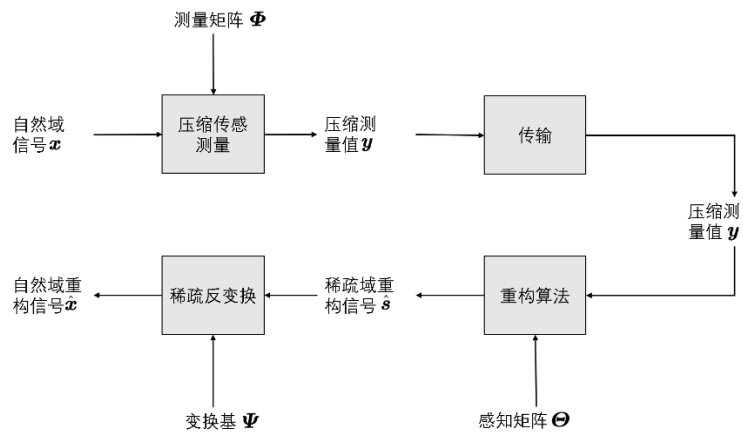 测量矩阵 Φ
自然域
信号 x
压缩传感
测量
压缩测
量值 y
传输
压缩测
量值 y
自然域重
构信号 x̂
稀疏反变换
稀疏域重
构信号 ŝ
重构算法
变换基 Ψ
感知矩阵 Θ